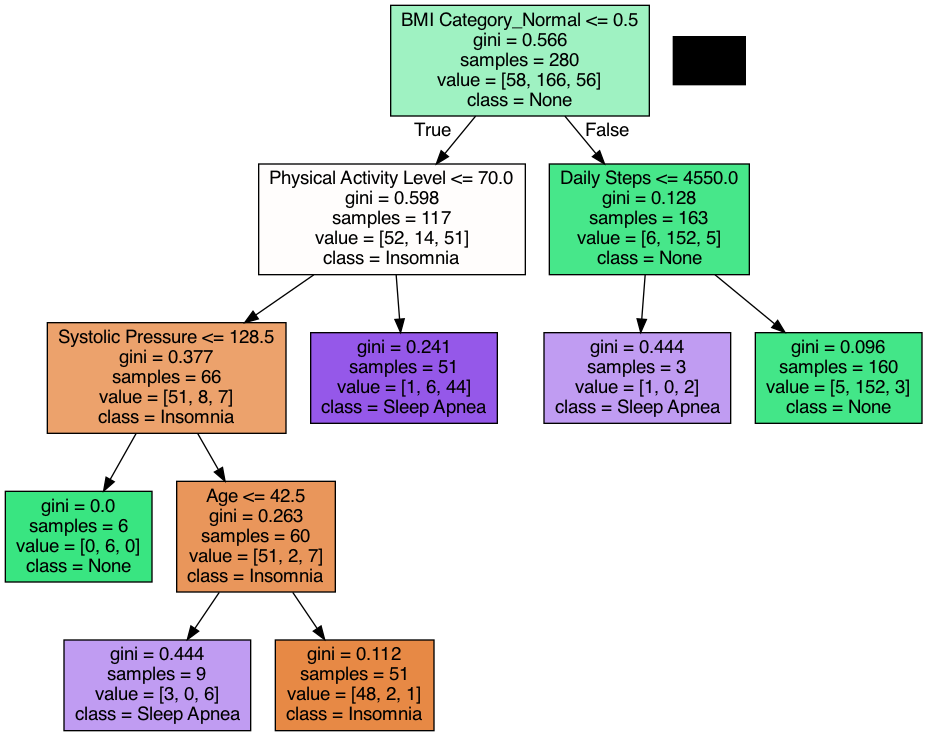 BMI Category_Normal <= 0.5
gini = 0.566
samples = 280
value = [58, 166, 56]
class = None
True
False
Physical Activity Level <= 70.0
gini = 0.598
samples = 117
value = [52, 14, 51]
class = Insomnia
Daily Steps <= 4550.0
gini = 0.128
samples = 163
value = [6, 152, 5]
class = None
Systolic Pressure <= 128.5
gini = 0.377
samples = 66
value = [51, 8, 7]
class = Insomnia
gini = 0.241
samples = 51
value = [1, 6, 44]
class = Sleep Apnea
gini = 0.444
samples = 3
value = [1, 0, 2]
class = Sleep Apnea
gini = 0.096
samples = 160
value = [5, 152, 3]
class = None
gini = 0.0
samples = 6
value = [0, 6, 0]
class = None
Age <= 42.5
gini = 0.263
samples = 60
value = [51, 2, 7]
class = Insomnia
gini = 0.444
samples = 9
value = [3, 0, 6]
class = Sleep Apnea
gini = 0.112
samples = 51
value = [48, 2, 1]
class = Insomnia